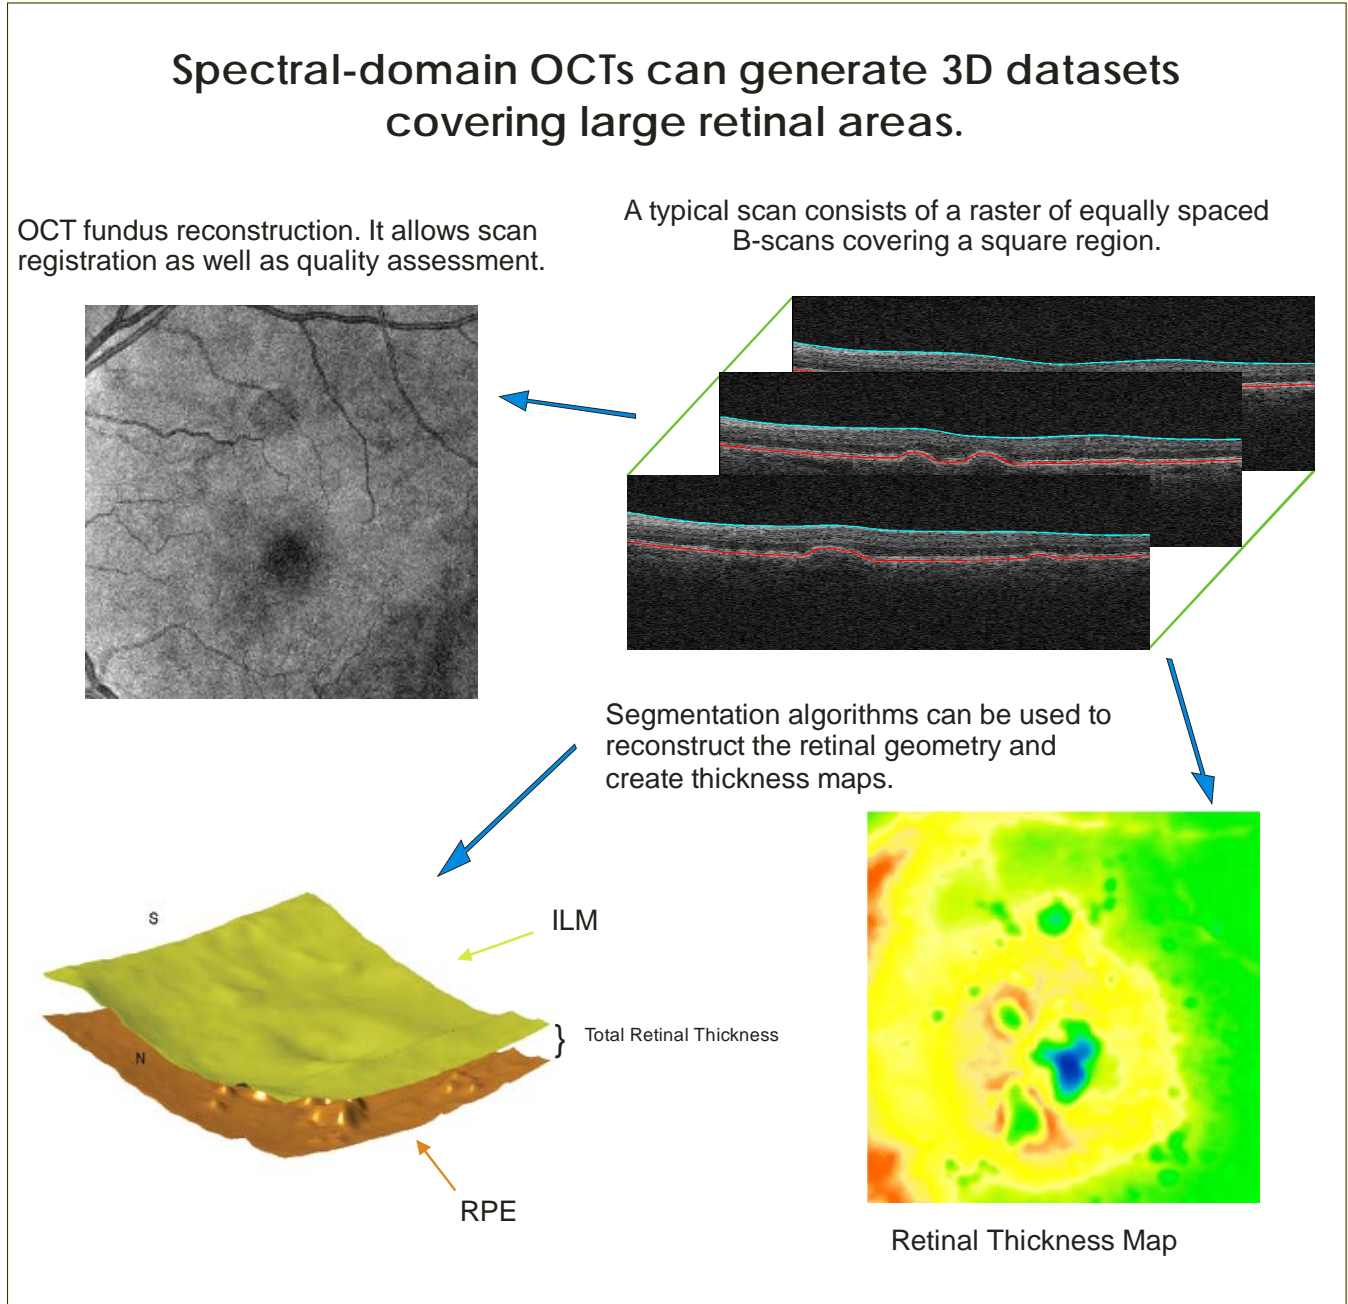 Spectral-domain OCTs can generate 3D datasets
covering large retinal areas.
OCT fundus reconstruction. It allows scan
registration as well as quality assessment.
A typical scan consists of a raster of equally spaced
B-scans covering a square region.
Segmentation algorithms can be used to
reconstruct the retinal geometry and
create thickness maps.
S
ILM
} Total Retinal Thickness
N
RPE
Retinal Thickness Map